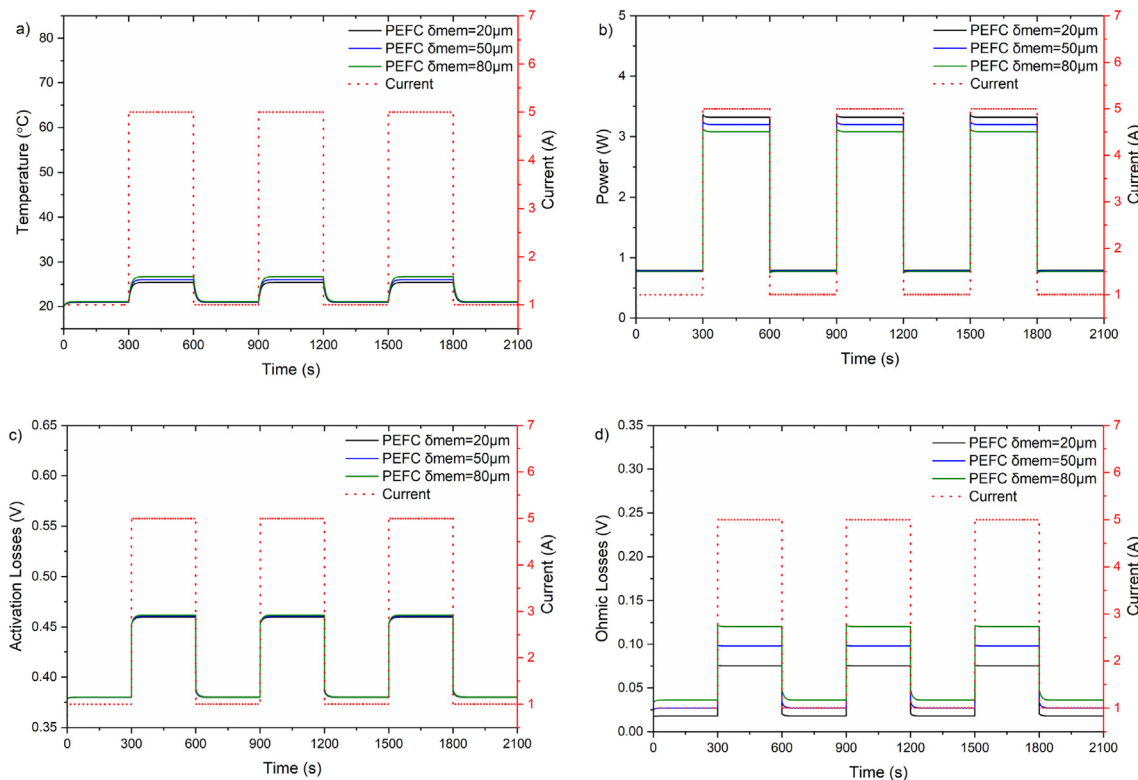 a)
PEFC δmem=20µm
PEFC δmem=50µm
PEFC δmem=80µm
Current
Temperature (°C)
80
70
60
50
40
30
20
7
6
5
4
3
2
1
Current (A)
0 300 600 900 1200 1500 1800 2100
Time (s)
b)
PEFC δmem=20µm
PEFC δmem=50µm
PEFC δmem=80µm
Current
Power (W)
5
4
3
2
1
0
7
6
5
4
3
2
1
Current (A)
0 300 600 900 1200 1500 1800 2100
Time (s)
c)
PEFC δmem=20µm
PEFC δmem=50µm
PEFC δmem=80µm
Current
Activation Losses (V)
0.65
0.60
0.55
0.50
0.45
0.40
0.35
7
6
5
4
3
2
1
Current (A)
0 300 600 900 1200 1500 1800 2100
Time (s)
d)
PEFC δmem=20µm
PEFC δmem=50µm
PEFC δmem=80µm
Current
Ohmic Losses (V)
0.35
0.30
0.25
0.20
0.15
0.10
0.05
0.00
7
6
5
4
3
2
1
Current (A)
0 300 600 900 1200 1500 1800 2100
Time (s)